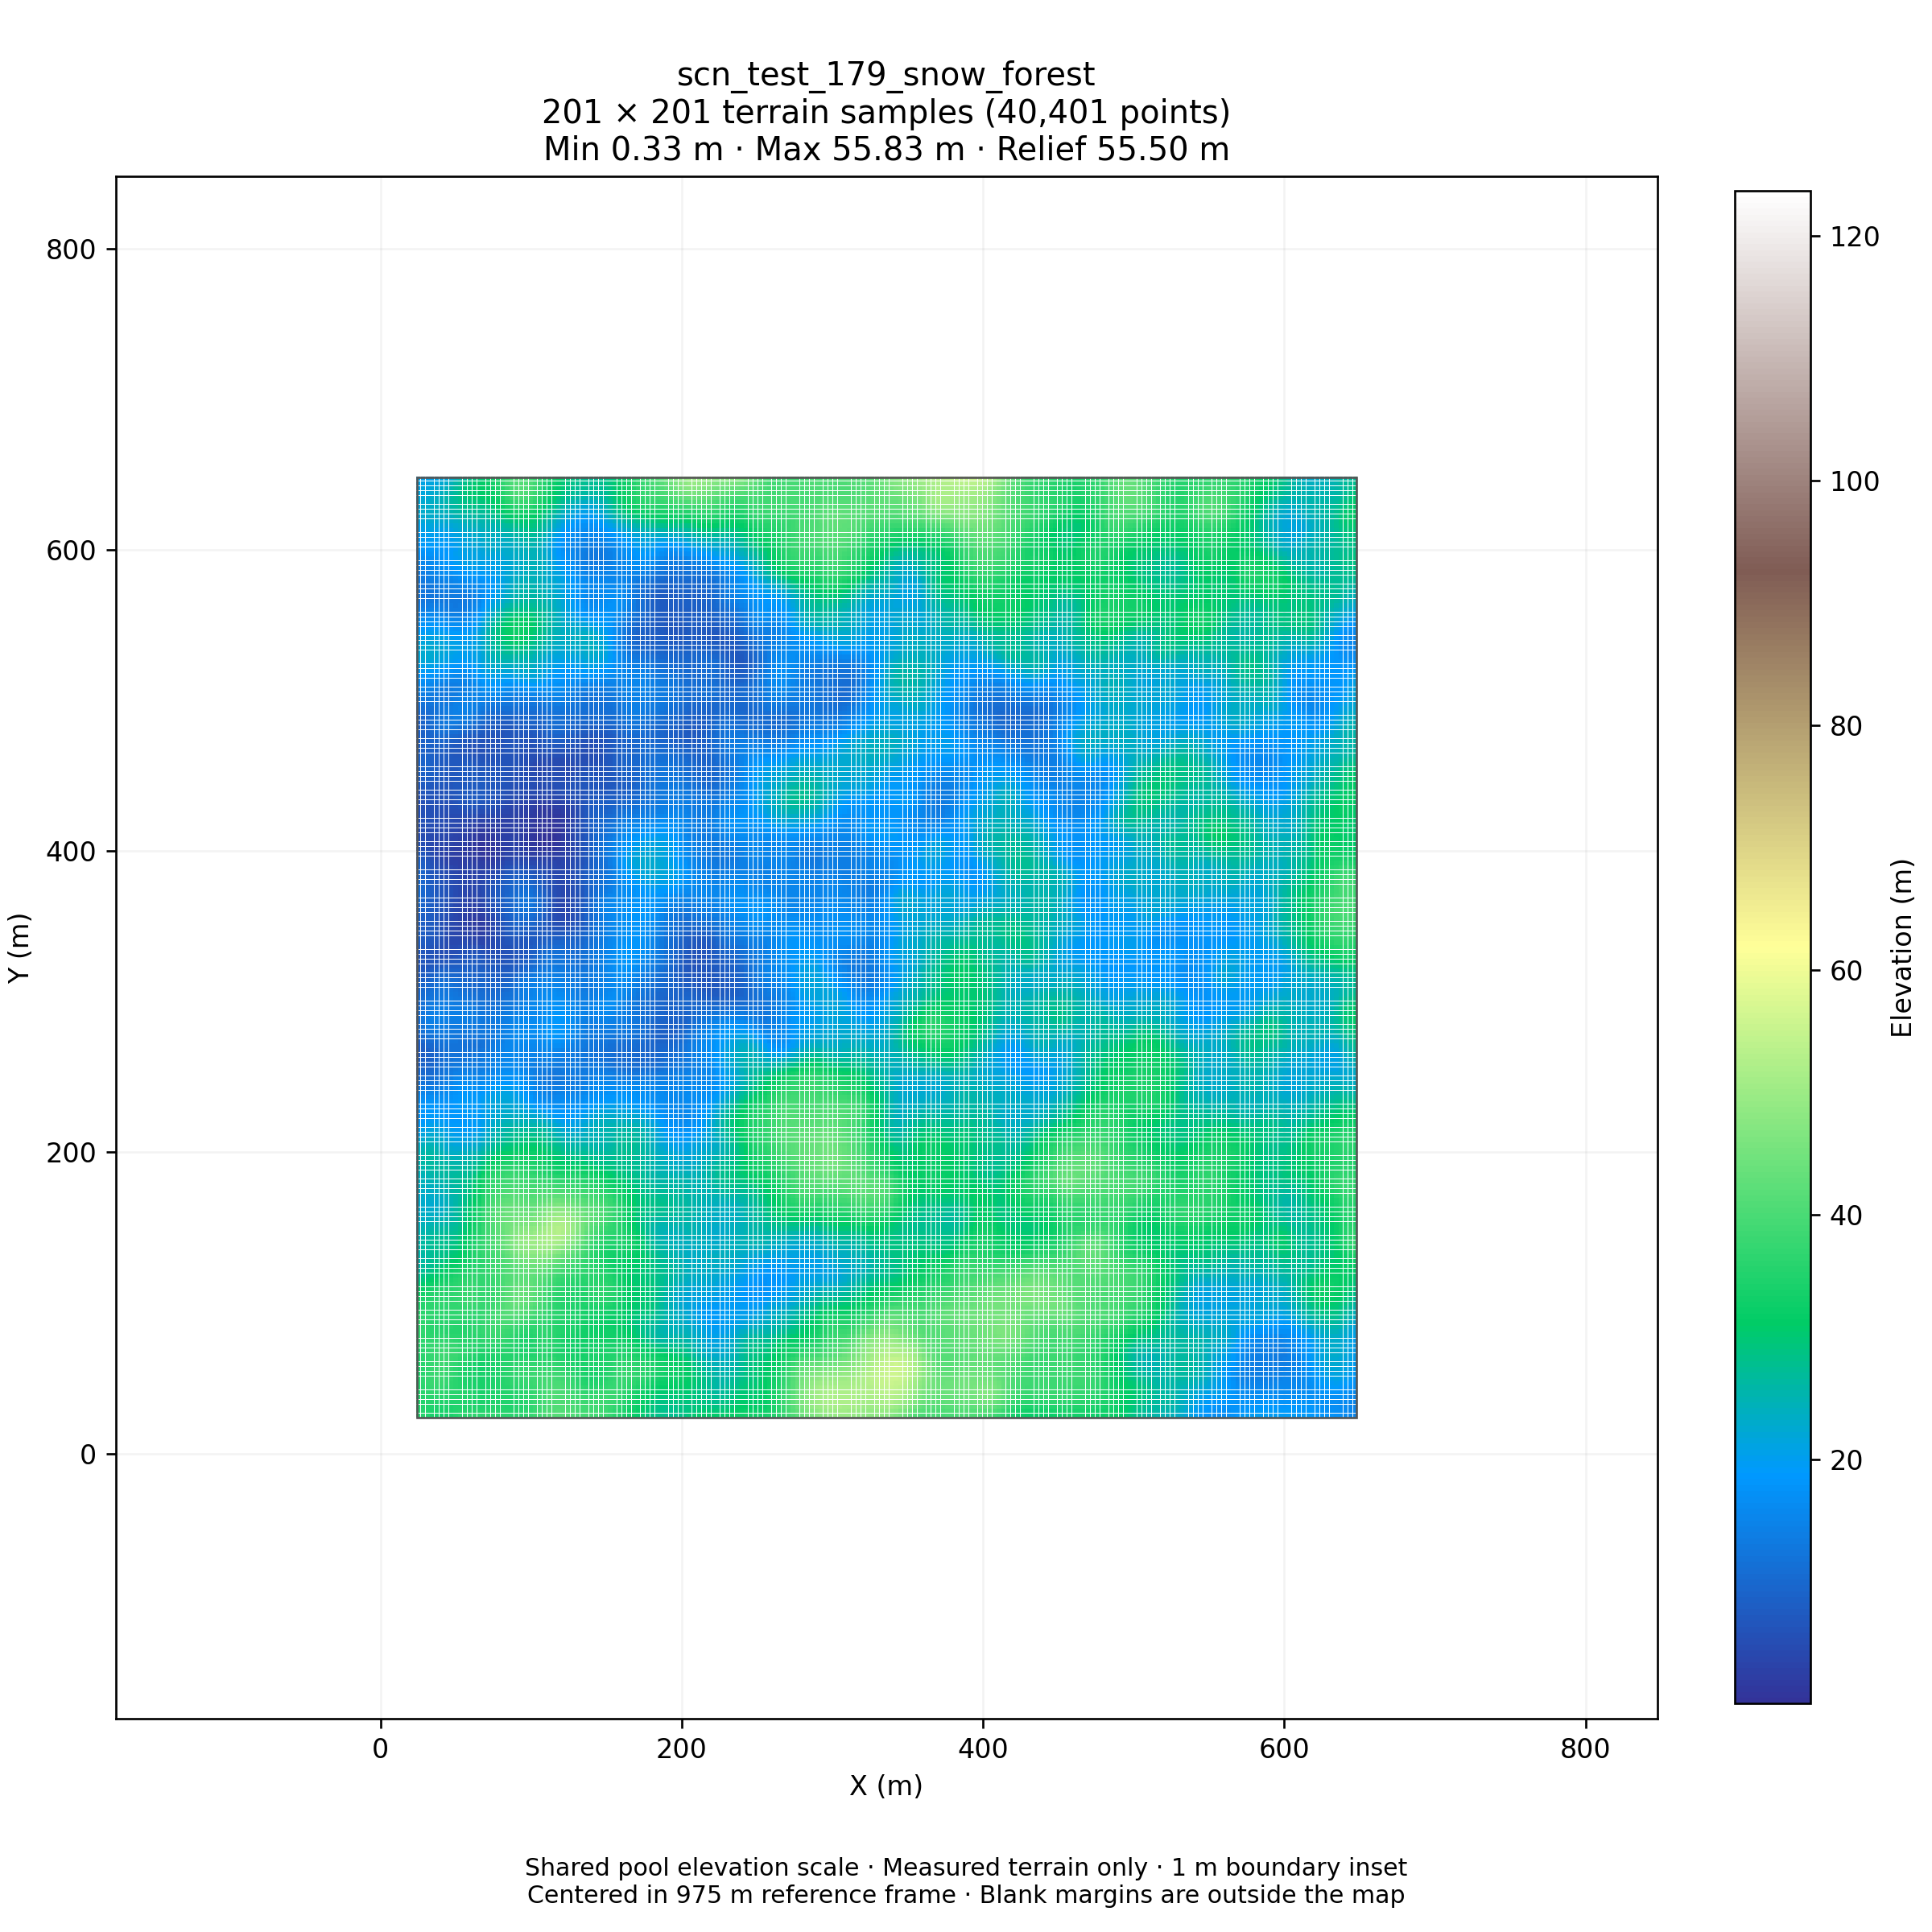 scn_test_179_snow_forest
201 × 201 terrain samples (40,401 points)
Min 0.33 m · Max 55.83 m · Relief 55.50 m
800
600
400
200
0
Y (m)
0
200
400
600
800
X (m)
120
100
80
60
40
20
Elevation (m)
Shared pool elevation scale · Measured terrain only · 1 m boundary inset
Centered in 975 m reference frame · Blank margins are outside the map